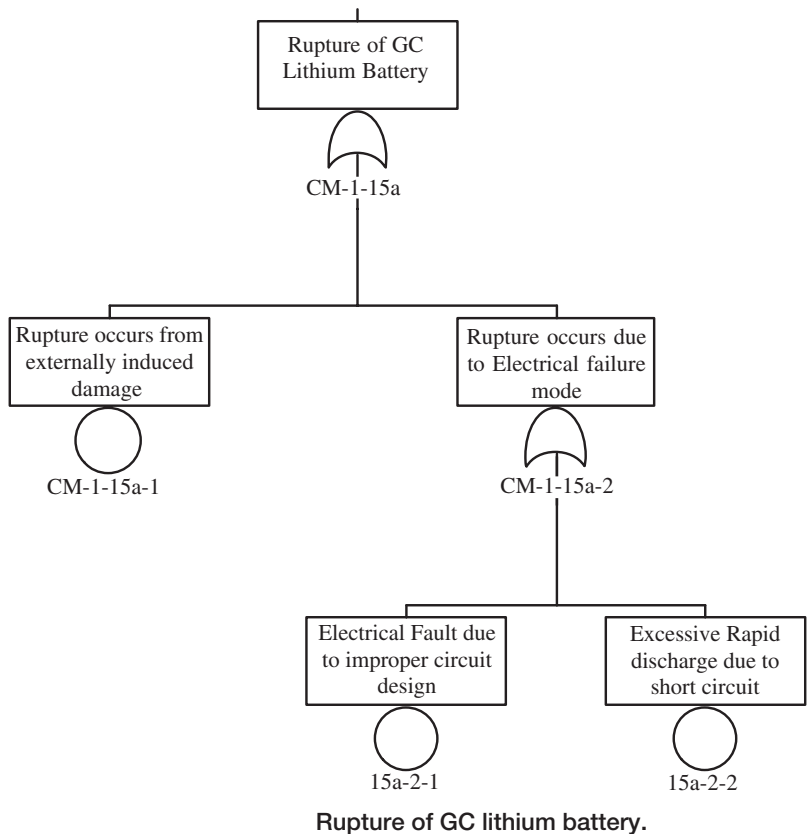 Rupture of GC
Lithium Battery
CM-1-15a
Rupture occurs from
externally induced
damage
CM-1-15a-1
Rupture occurs due
to Electrical failure
mode
CM-1-15a-2
Electrical Fault due
to improper circuit
design
15a-2-1
Excessive Rapid
discharge due to
short circuit
15a-2-2
Rupture of GC lithium battery.